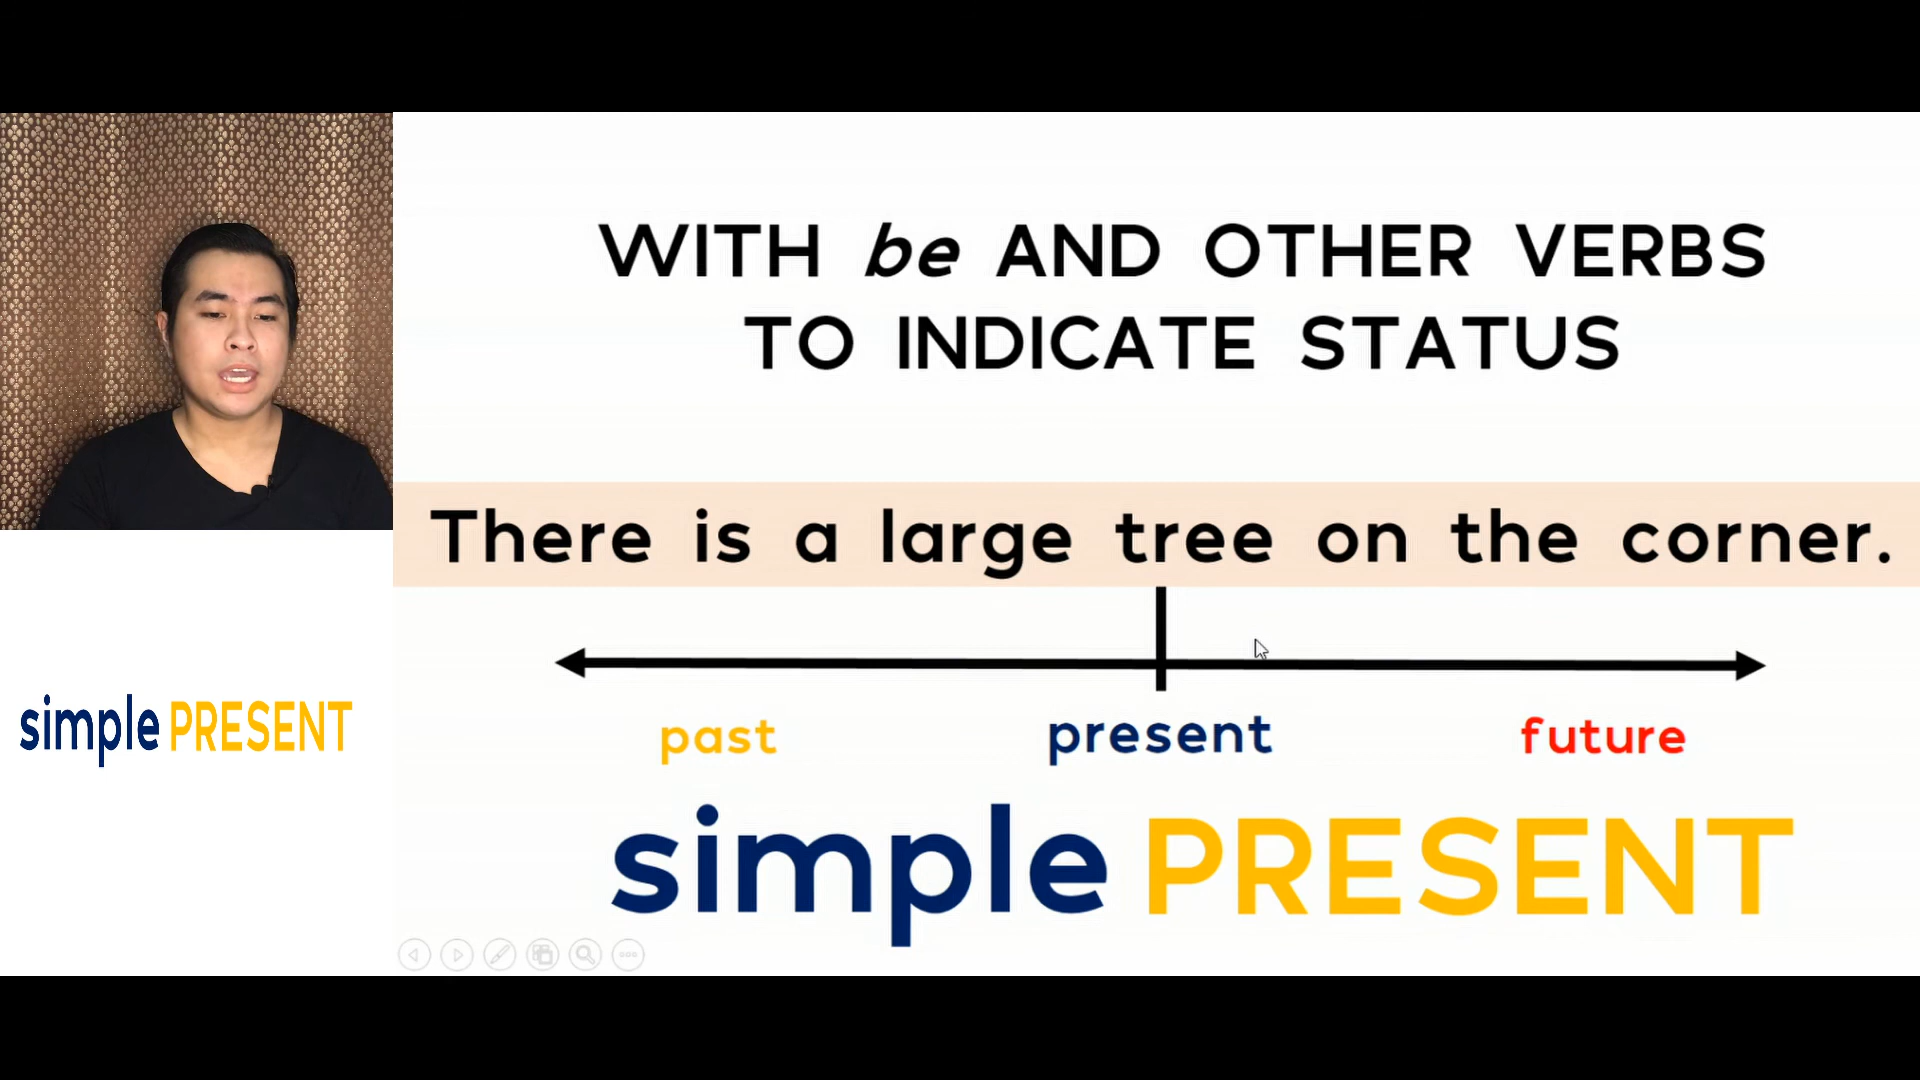 WITH be AND OTHER VERBS
TO INDICATE STATUS
There is a large tree on the corner.
past present future
simple PRESENT
simple PRESENT